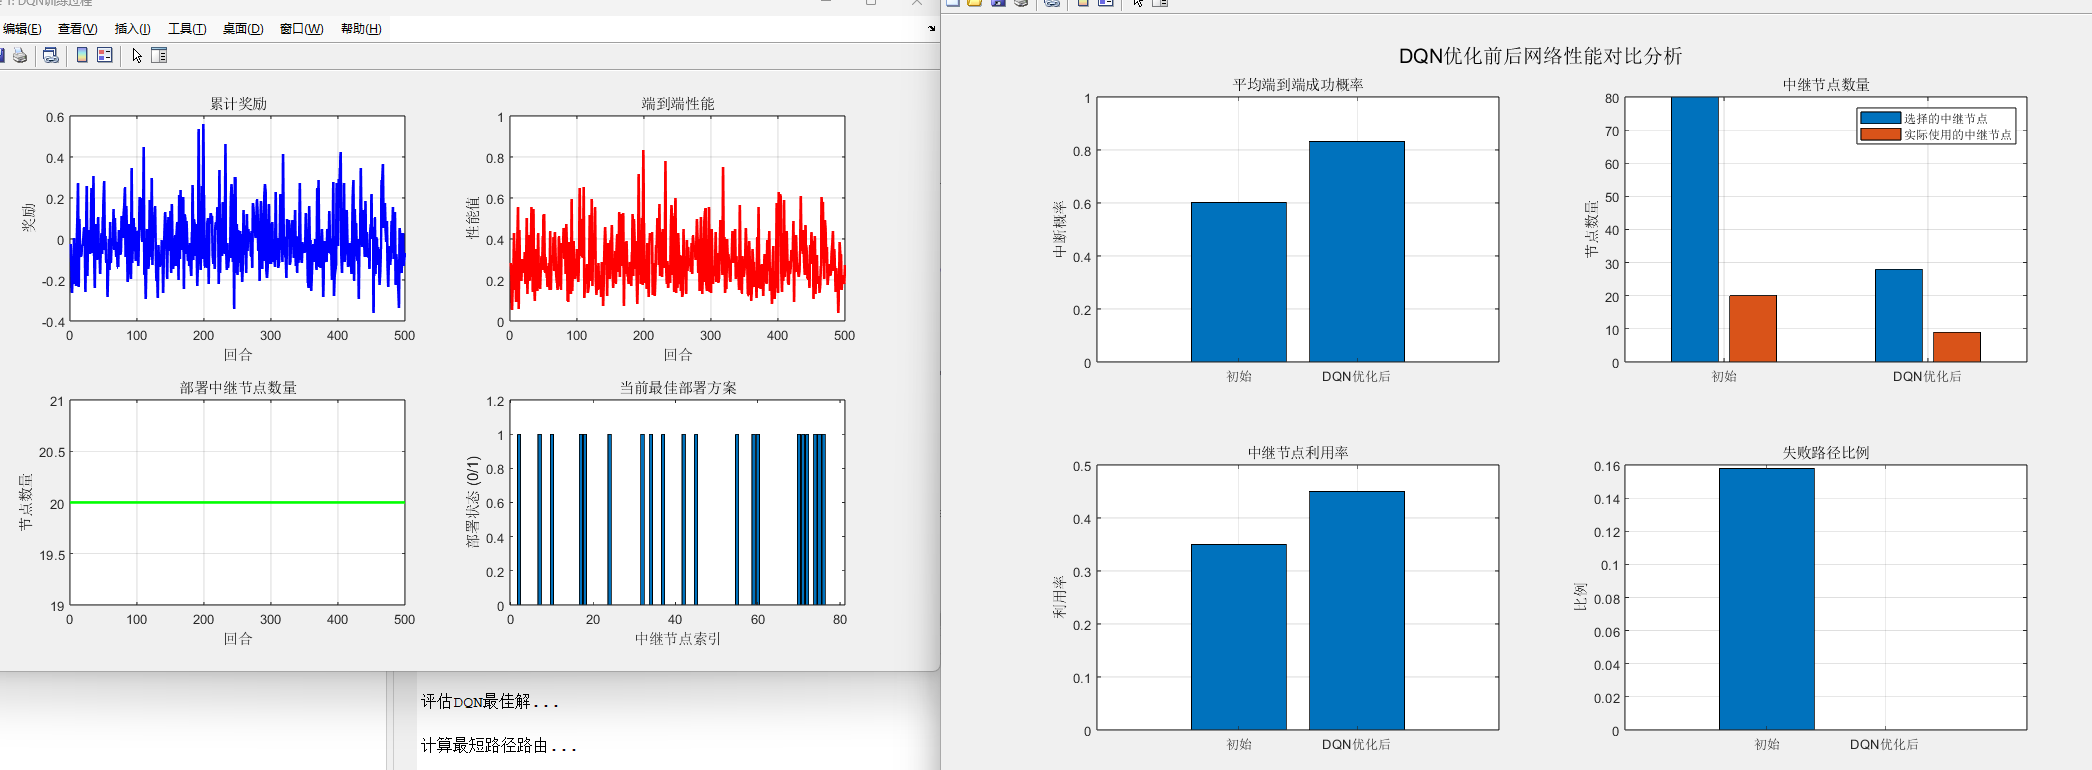 编辑(E) 查看(V) 插入(I) 工具(T) 桌面(D) 窗口(W) 帮助(H)
累计奖励
0.6
0.4
0.2
0
-0.2
-0.4
奖励
0 100 200 300 400 500
回合
端到端性能
1
0.8
0.6
0.4
0.2
0
性能值
0 100 200 300 400 500
回合
部署中继节点数量
21
20.5
20
19.5
19
节点数量
0 100 200 300 400 500
回合
当前最佳部署方案
1.2
1
0.8
0.6
0.4
0.2
0
部署状态 (0/1)
0 20 40 60 80
中继节点索引
评估DQN最佳解...
计算最短路径路由...
DQN优化前后网络性能对比分析
平均端到端成功概率
1
0.8
0.6
0.4
0.2
0
中断概率
初始 DQN优化后
中继节点数量
80
70
60
50
40
30
20
10
0
节点数量
选择的中继节点
实际使用的中继节点
初始 DQN优化后
中继节点利用率
0.5
0.4
0.3
0.2
0.1
0
利用率
初始 DQN优化后
失败路径比例
0.16
0.14
0.12
0.1
0.08
0.06
0.04
0.02
0
比例
初始 DQN优化后